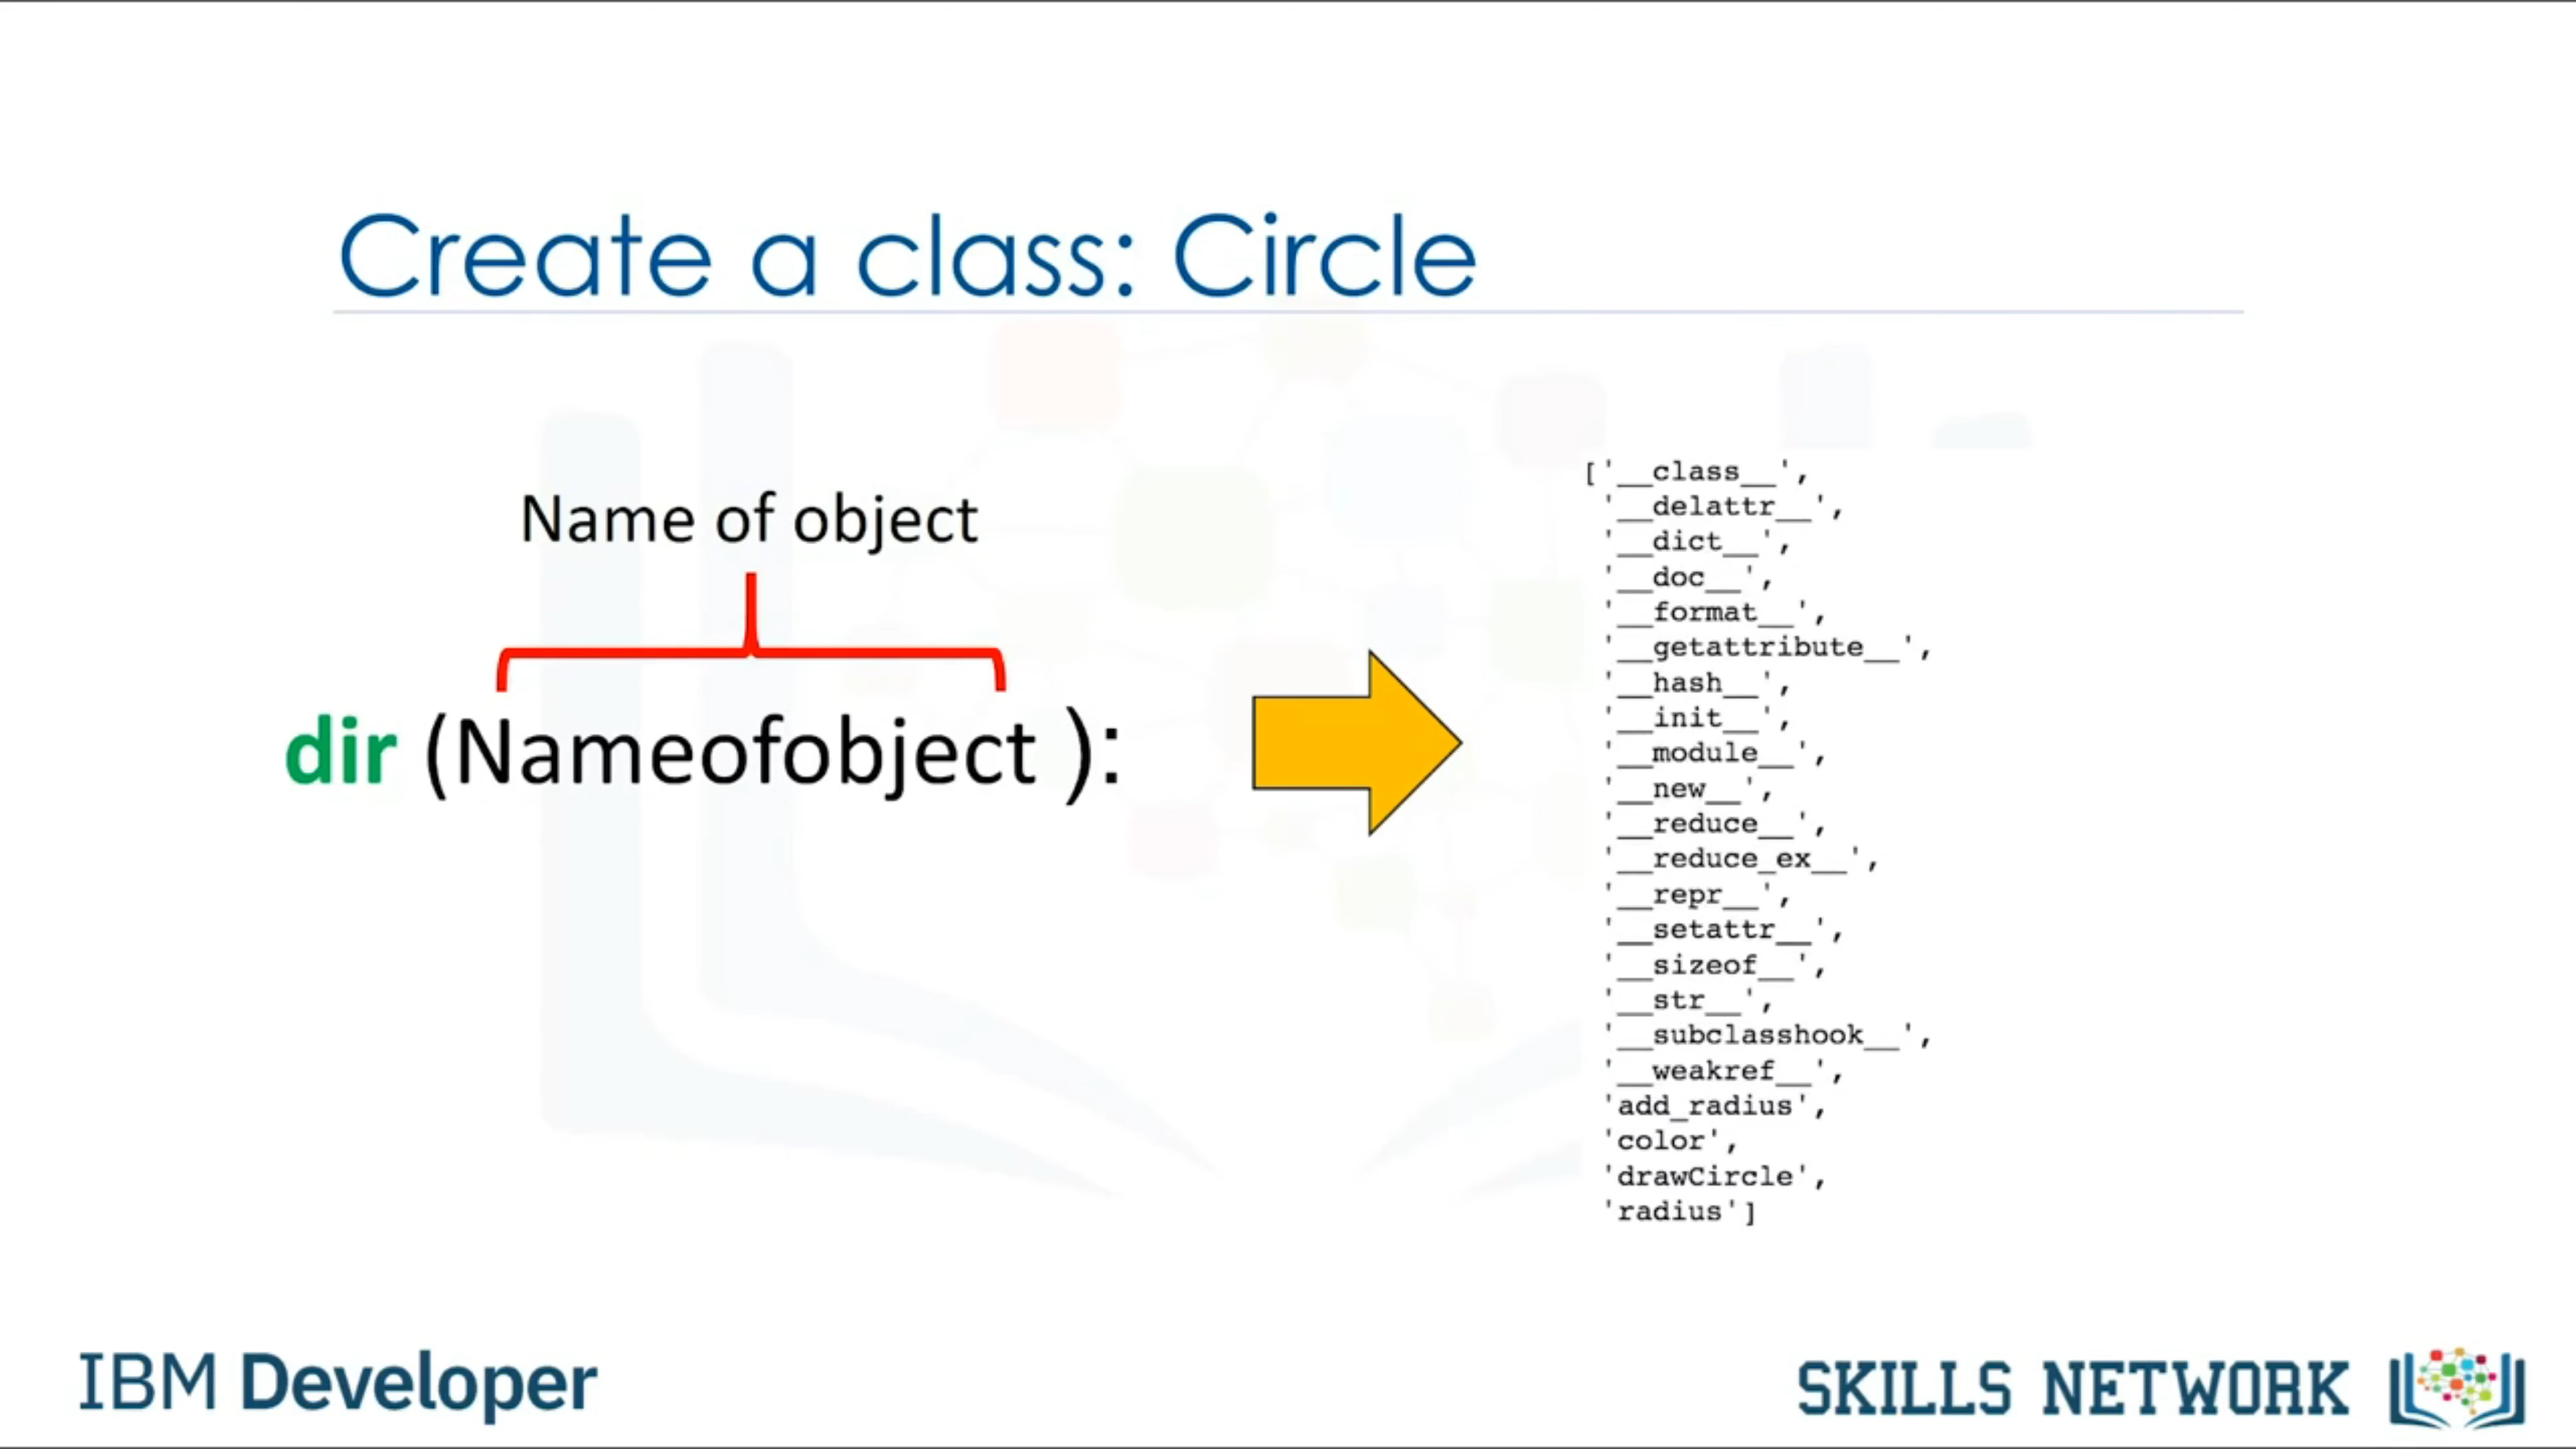 Create a class: Circle
Name of object
dir (Nameofobject ):
['__class__',
'__delattr__',
'__dict__',
'__doc__',
'__format__',
'__getattribute__',
'__hash__',
'__init__',
'__module__',
'__new__',
'__reduce__',
'__reduce_ex__',
'__repr__',
'__setattr__',
'__sizeof__',
'__str__',
'__subclasshook__',
'__weakref__',
'add_radius',
'color',
'drawCircle',
'radius']
IBM Developer
SKILLS NETWORK